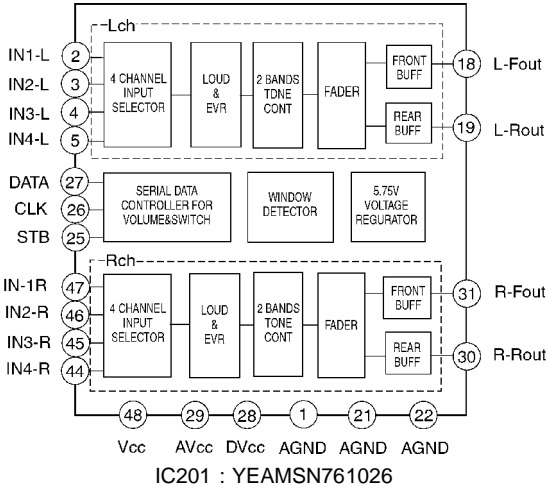 Lch
IN1-L 2
IN2-L 3
IN3-L 4
IN4-L 5
4 CHANNEL
INPUT
SELECTOR
LOUD
&
EVR
2 BANDS
TDNE
CONT
FADER
FRONT
BUFF
REAR
BUFF
18 L-Fout
19 L-Rout
DATA 27
CLK 26
STB 25
SERIAL DATA
CONTROLLER FOR
VOLUME&SWITCH
WINDOW
DETECTOR
5.75V
VOLTAGE
REGURATOR
Rch
IN-1R 47
IN2-R 46
IN3-R 45
IN4-R 44
4 CHANNEL
INPUT
SELECTOR
LOUD
&
EVR
2 BANDS
TONE
CONT
FADER
FRONT
BUFF
REAR
BUFF
31 R-Fout
30 R-Rout
48 29 28 1 21 22
Vcc AVcc DVcc AGND AGND AGND
IC201 : YEAMSN761026